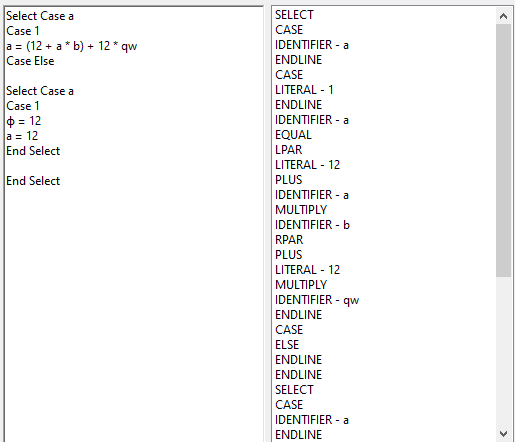 Select Case a
Case 1
a = (12 + a * b) + 12 * qw
Case Else
Select Case a
Case 1
ф = 12
a = 12
End Select
End Select
SELECT
CASE
IDENTIFIER - a
ENDLINE
CASE
LITERAL - 1
ENDLINE
IDENTIFIER - a
EQUAL
LPAR
LITERAL - 12
PLUS
IDENTIFIER - a
MULTIPLY
IDENTIFIER - b
RPAR
PLUS
LITERAL - 12
MULTIPLY
IDENTIFIER - qw
ENDLINE
CASE
ELSE
ENDLINE
ENDLINE
SELECT
CASE
IDENTIFIER - a
ENDLINE